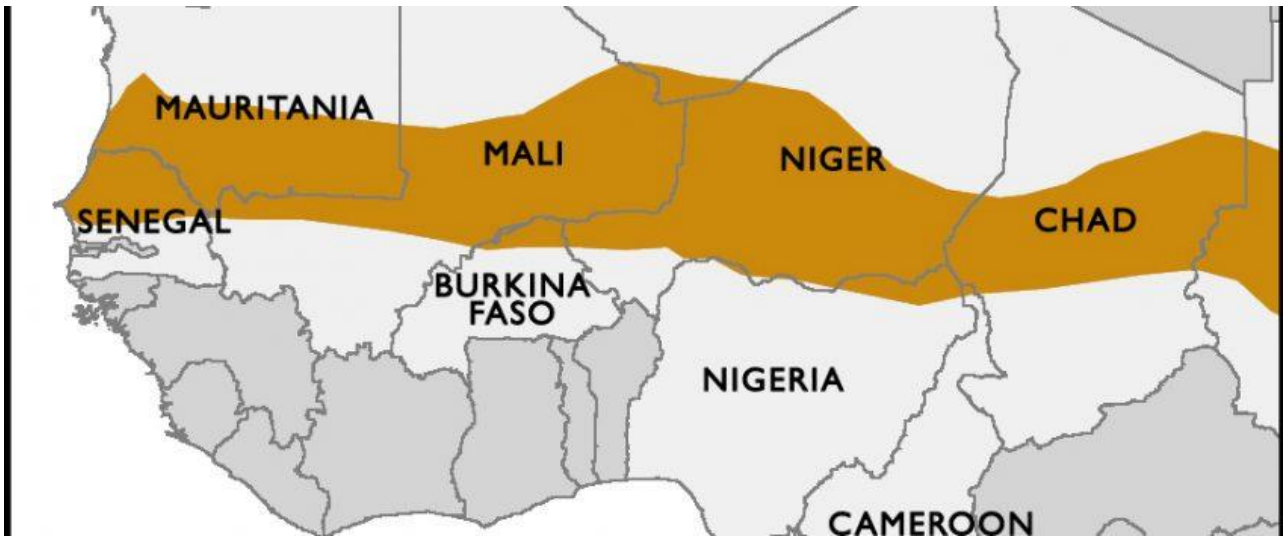 MAURITANIA
MALI
NIGER
SENEGAL
CHAD
BURKINA
FASO
NIGERIA
CAMEROON